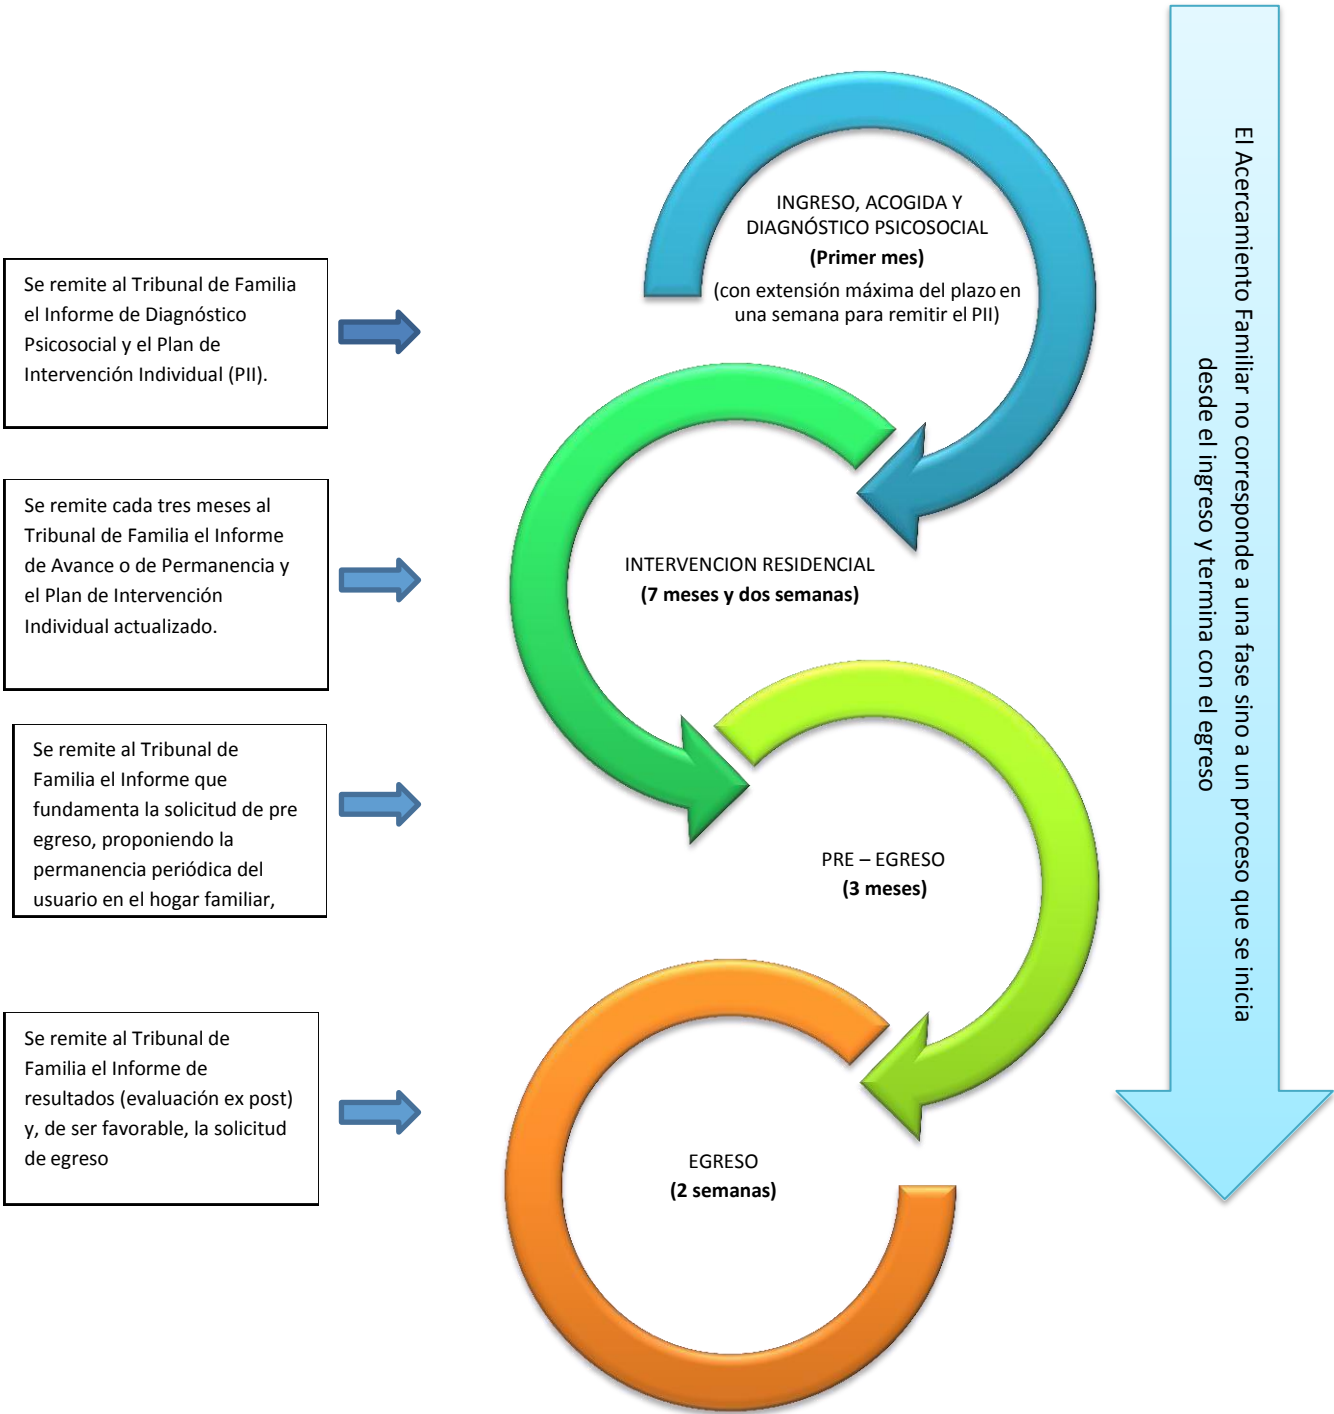 INGRESO, ACOGIDA Y
DIAGNÓSTICO PSICOSOCIAL
(Primer mes)
(con extensión máxima del plazo en
una semana para remitir el PII)
Se remite al Tribunal de Familia
el Informe de Diagnóstico
Psicosocial y el Plan de
Intervención Individual (PII).
INTERVENCION RESIDENCIAL
(7 meses y dos semanas)
Se remite cada tres meses al
Tribunal de Familia el Informe
de Avance o de Permanencia y
el Plan de Intervención
Individual actualizado.
PRE – EGRESO
(3 meses)
Se remite al Tribunal de
Familia el Informe que
fundamenta la solicitud de pre
egreso, proponiendo la
permanencia periódica del
usuario en el hogar familiar,
EGRESO
(2 semanas)
Se remite al Tribunal de
Familia el Informe de
resultados (evaluación ex post)
y, de ser favorable, la solicitud
de egreso
El Acercamiento Familiar no corresponde a una fase sino a un proceso que se inicia
desde el ingreso y termina con el egreso